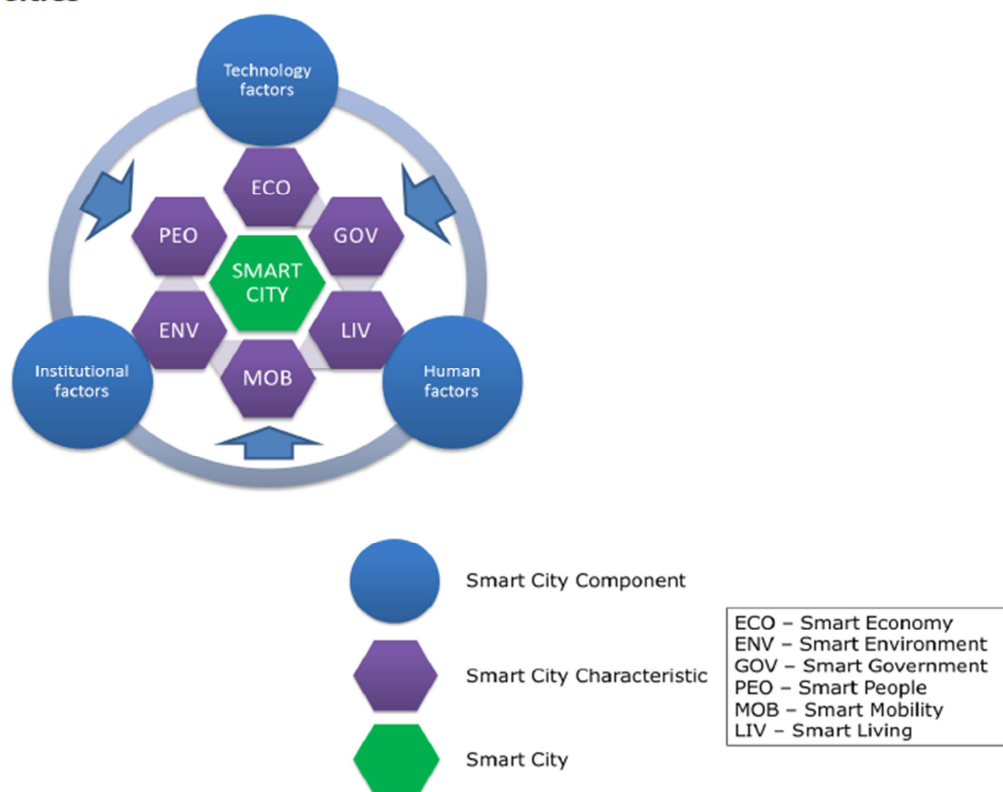 Technology
factors
ECO
PEO
GOV
SMART
CITY
ENV
LIV
MOB
Institutional
factors
Human
factors
Smart City Component
Smart City Characteristic
Smart City
ECO – Smart Economy
ENV – Smart Environment
GOV – Smart Government
PEO – Smart People
MOB – Smart Mobility
LIV – Smart Living